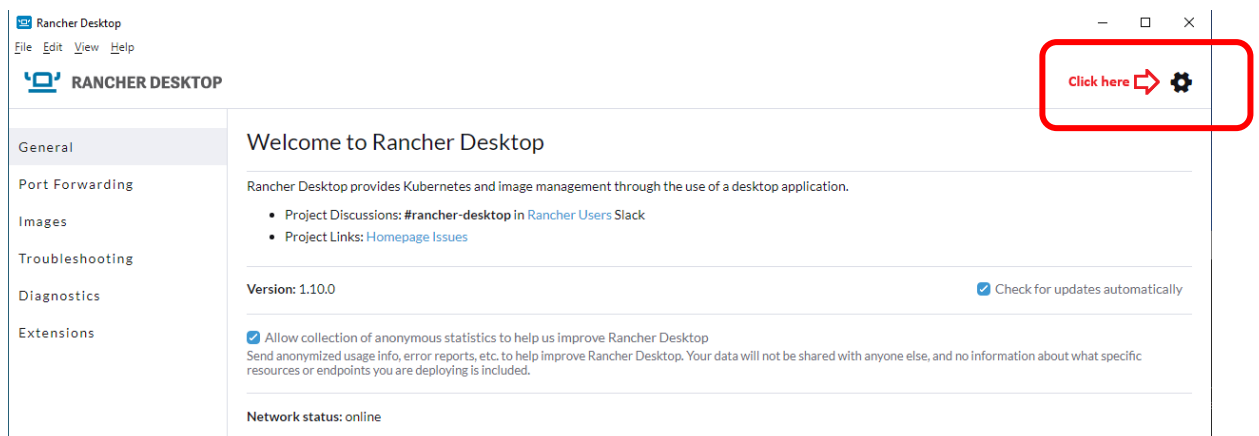 Rancher Desktop
File Edit View Help
RANCHER DESKTOP
Click here
General
Port Forwarding
Images
Troubleshooting
Diagnostics
Extensions
Welcome to Rancher Desktop
Rancher Desktop provides Kubernetes and image management through the use of a desktop application.
Project Discussions: #rancher-desktop in Rancher Users Slack
Project Links: Homepage Issues
Version: 1.10.0
Check for updates automatically
Allow collection of anonymous statistics to help us improve Rancher Desktop
Send anonymized usage info, error reports, etc. to help improve Rancher Desktop. Your data will not be shared with anyone else, and no information about what specific
resources or endpoints you are deploying is included.
Network status: online